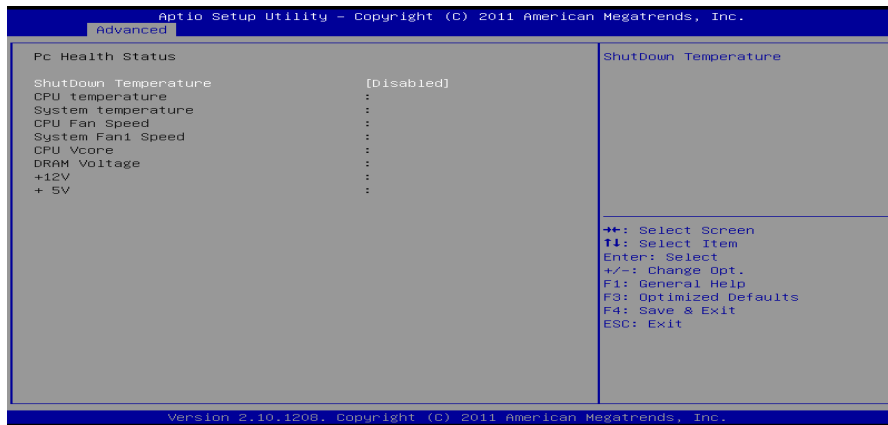 Aptio Setup Utility – Copyright (C) 2011 American Megatrends, Inc.
Advanced
Pc Health Status
ShutDown Temperature [Disabled]
CPU temperature :
System temperature :
CPU Fan Speed :
System Fan1 Speed :
CPU Vcore :
DRAM Voltage :
+12V :
+ 5V :
ShutDown Temperature
→←: Select Screen
↑↓: Select Item
Enter: Select
+/-: Change Opt.
F1: General Help
F3: Optimized Defaults
F4: Save & Exit
ESC: Exit
Version 2.10.1208. Copyright (C) 2011 American Megatrends, Inc.